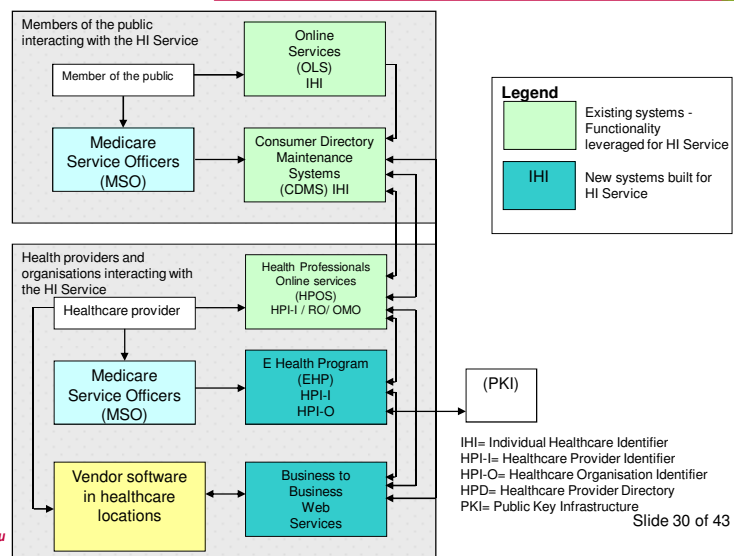 Members of the public
interacting with the HI Service
Member of the public
Online
Services
(OLS)
IHI
Medicare
Service Officers
(MSO)
Consumer Directory
Maintenance
Systems
(CDMS) IHI
Legend
Existing systems -
Functionality
leveraged for HI Service
IHI
New systems built for
HI Service
Health providers and
organisations interacting with
the HI Service
Healthcare provider
Health Professionals
Online services
(HPOS)
HPI-I / RO/ OMO
Medicare
Service Officers
(MSO)
E Health Program
(EHP)
HPI-I
HPI-O
(PKI)
Vendor software
in healthcare
locations
Business to
Business
Web
Services
IHI= Individual Healthcare Identifier
HPI-I= Healthcare Provider Identifier
HPI-O= Healthcare Organisation Identifier
HPD= Healthcare Provider Directory
PKI= Public Key Infrastructure
Slide 30 of 43